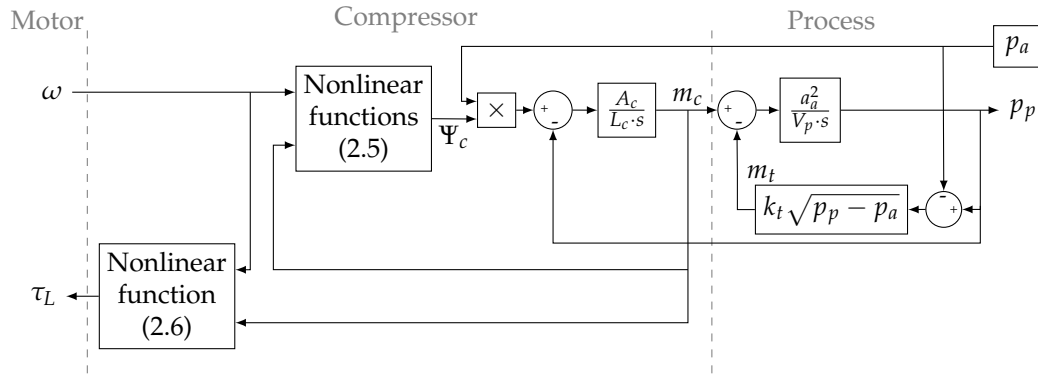 Motor
Compressor
Process
p_a
ω
Nonlinear
functions
(2.5)
Ψ_c
×
+
-
A_c
L_c·s
m_c
+
-
a_a^2
V_p·s
p_p
m_t
k_t√(p_p − p_a)
-
+
τ_L
Nonlinear
function
(2.6)